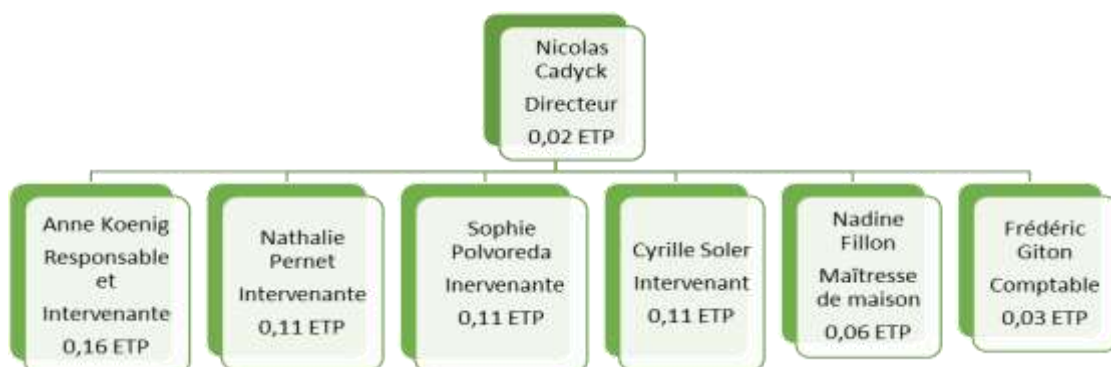 Nicolas
Cadyck
Directeur
0,02 ETP
Anne Koenig
Responsable
et
Intervenante
0,16 ETP
Nathalie
Pernet
Intervenante
0,11 ETP
Sophie
Polvoreda
Inervenante
0,11 ETP
Cyrille Soler
Intervenant
0,11 ETP
Nadine
Fillon
Maîtresse
de maison
0,06 ETP
Frédéric
Giton
Comptable
0,03 ETP